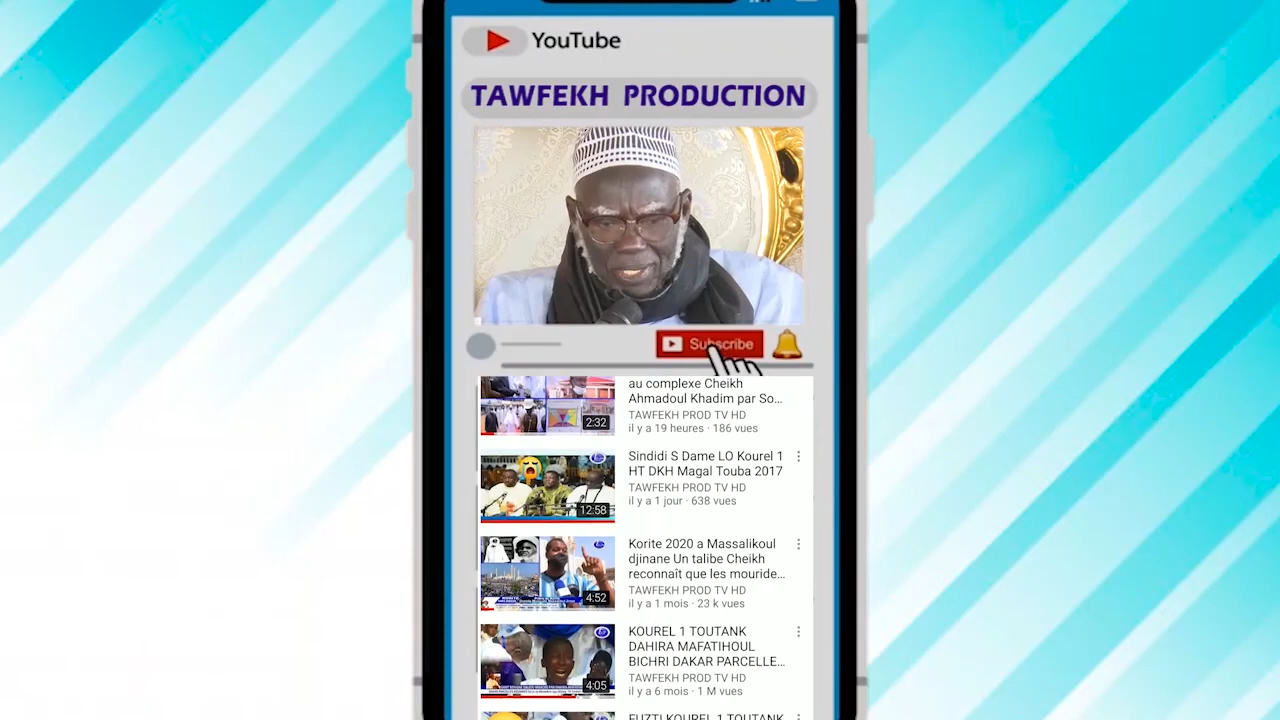 YouTube
TAWFEKH PRODUCTION
Subscribe
au complexe Cheikh
Ahmadoul Khadim par So...
TAWFEKH PROD TV HD
il y a 19 heures · 186 vues
2:32
Sindidi S Dame LO Kourel 1
HT DKH Magal Touba 2017
TAWFEKH PROD TV HD
il y a 1 jour · 638 vues
12:58
Korite 2020 a Massalikoul
djinane Un talibe Cheikh
reconnaît que les mouride...
TAWFEKH PROD TV HD
il y a 1 mois · 23 k vues
4:52
KOUREL 1 TOUTANK
DAHIRA MAFATIHOUL
BICHRI DAKAR PARCELLE...
TAWFEKH PROD TV HD
il y a 6 mois · 1 M vues
4:05
KOUREL 1 TOUTANK